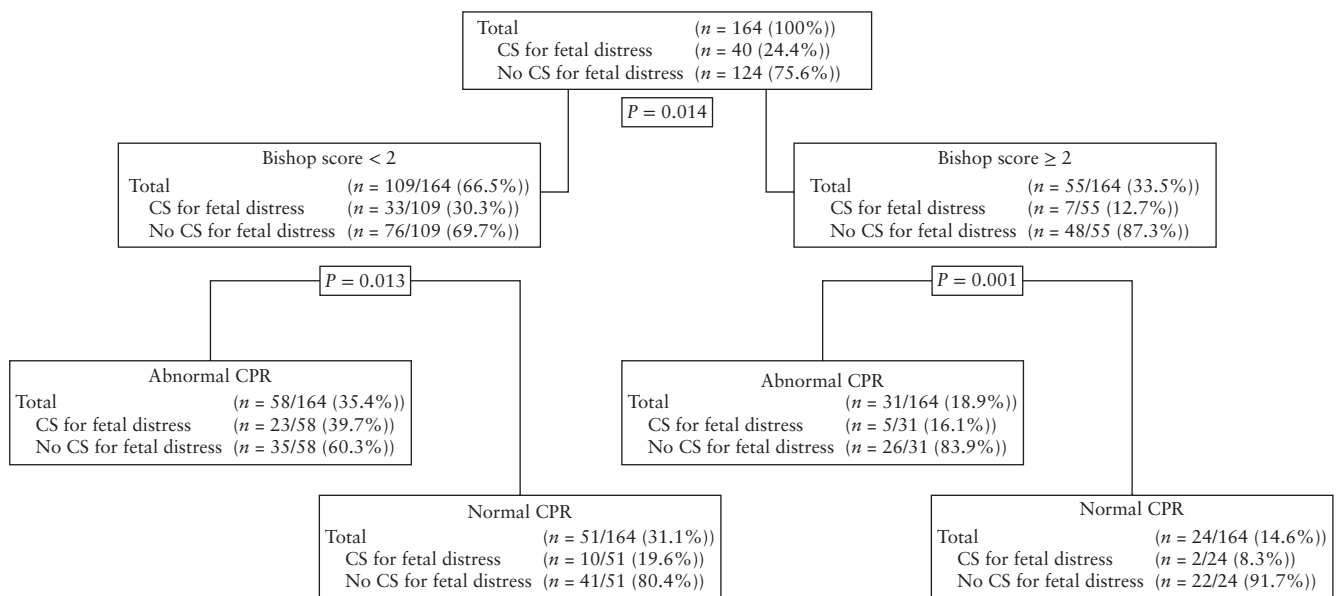 Total (n = 164 (100%))
CS for fetal distress (n = 40 (24.4%))
No CS for fetal distress (n = 124 (75.6%))
P = 0.014
Bishop score < 2
Total (n = 109/164 (66.5%))
CS for fetal distress (n = 33/109 (30.3%))
No CS for fetal distress (n = 76/109 (69.7%))
Bishop score ≥ 2
Total (n = 55/164 (33.5%))
CS for fetal distress (n = 7/55 (12.7%))
No CS for fetal distress (n = 48/55 (87.3%))
P = 0.013
P = 0.001
Abnormal CPR
Total (n = 58/164 (35.4%))
CS for fetal distress (n = 23/58 (39.7%))
No CS for fetal distress (n = 35/58 (60.3%))
Abnormal CPR
Total (n = 31/164 (18.9%))
CS for fetal distress (n = 5/31 (16.1%))
No CS for fetal distress (n = 26/31 (83.9%))
Normal CPR
Total (n = 51/164 (31.1%))
CS for fetal distress (n = 10/51 (19.6%))
No CS for fetal distress (n = 41/51 (80.4%))
Normal CPR
Total (n = 24/164 (14.6%))
CS for fetal distress (n = 2/24 (8.3%))
No CS for fetal distress (n = 22/24 (91.7%))